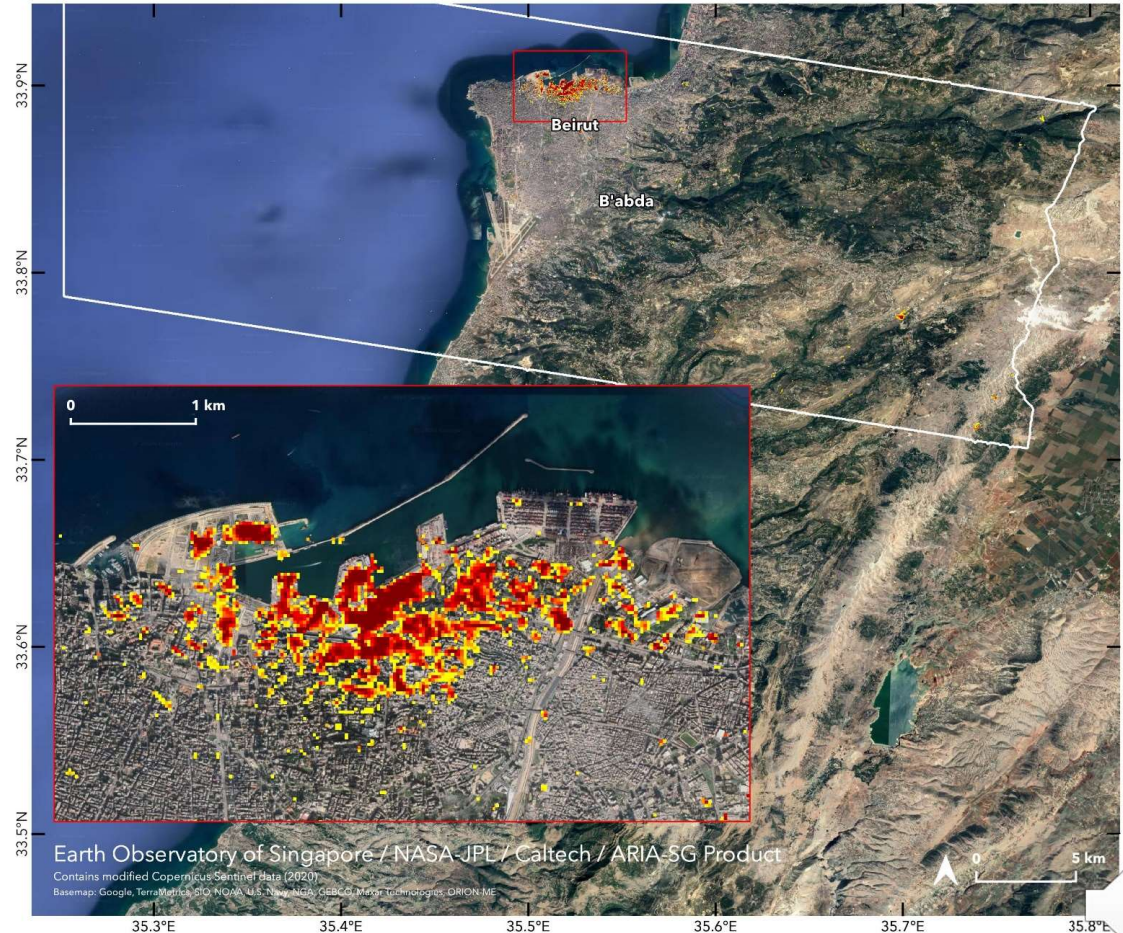 33.9°N
Beirut
B'abda
33.8°N
0 1 km
33.7°N
33.6°N
33.5°N
Earth Observatory of Singapore / NASA-JPL / Caltech / ARIA-SG Product
Contains modified Copernicus Sentinel data (2020)
Basemap: Google, TerraMetrics, SIO, NOAA, U.S. Navy, NGA, GEBCO, Maxar Technologies, ORION-ME
0 5 km
35.3°E 35.4°E 35.5°E 35.6°E 35.7°E 35.8°E